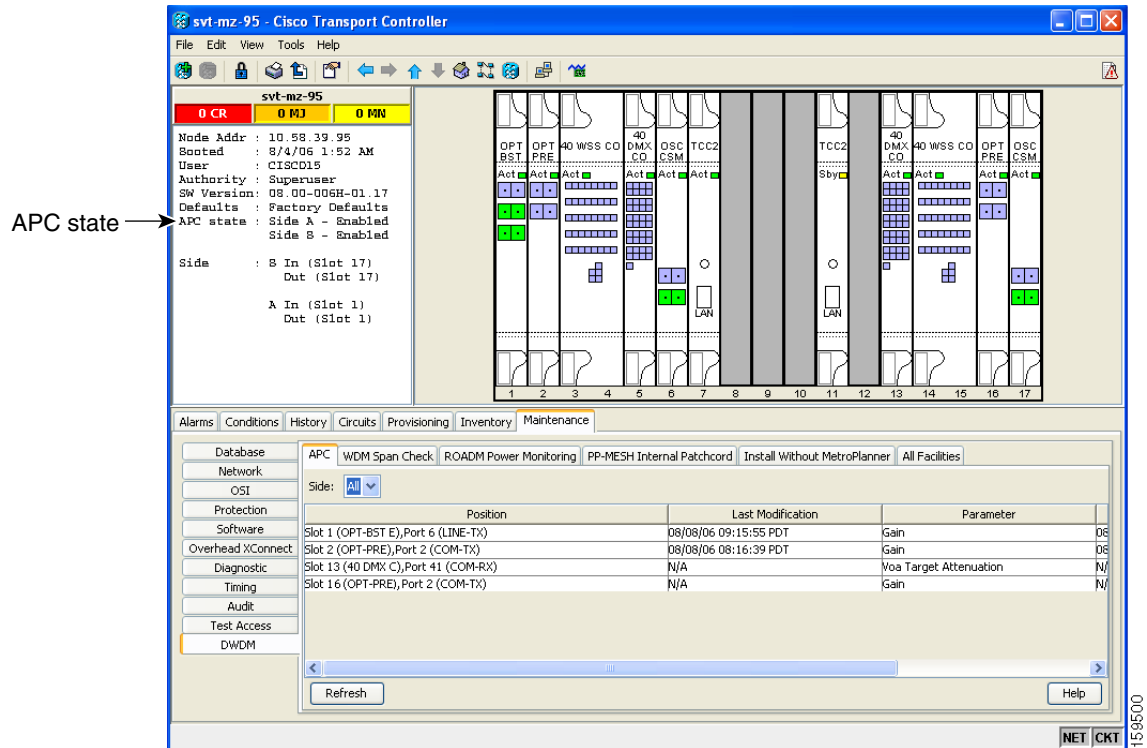 svt-mz-95 - Cisco Transport Controller
File Edit View Tools Help
svt-mz-95
0 CR 0 MJ 0 MN
Node Addr : 10.58.39.95
Booted : 8/4/06 1:52 AM
User : CISCO15
Authority : Superuser
SW Version: 08.00-006H-01.17
Defaults : Factory Defaults
APC state : Side A - Enabled
Side B - Enabled
Side : B In (Slot 17)
Out (Slot 17)
A In (Slot 1)
Out (Slot 1)
APC state
OPT BST
OPT PRE
40 WSS CO
40 DMX CO
OSC CSM
TCC2
TCC2
40 DMX CO
40 WSS CO
OPT PRE
OSC CSM
Act Act Act Act Act Act Sby Act Act Act Act
LAN LAN
1 2 3 4 5 6 7 8 9 10 11 12 13 14 15 16 17
Alarms Conditions History Circuits Provisioning Inventory Maintenance
Database
Network
OSI
Protection
Software
Overhead XConnect
Diagnostic
Timing
Audit
Test Access
DWDM
APC WDM Span Check ROADM Power Monitoring PP-MESH Internal Patchcord Install Without MetroPlanner All Facilities
Side: All
Position Last Modification Parameter
Slot 1 (OPT-BST E),Port 6 (LINE-TX) 08/08/06 09:15:55 PDT Gain 08
Slot 2 (OPT-PRE),Port 2 (COM-TX) 08/08/06 08:16:39 PDT Gain 08
Slot 13 (40 DMX C),Port 41 (COM-RX) N/A Voa Target Attenuation N/
Slot 16 (OPT-PRE),Port 2 (COM-TX) N/A Gain N/
Refresh Help
NET CKT
159500